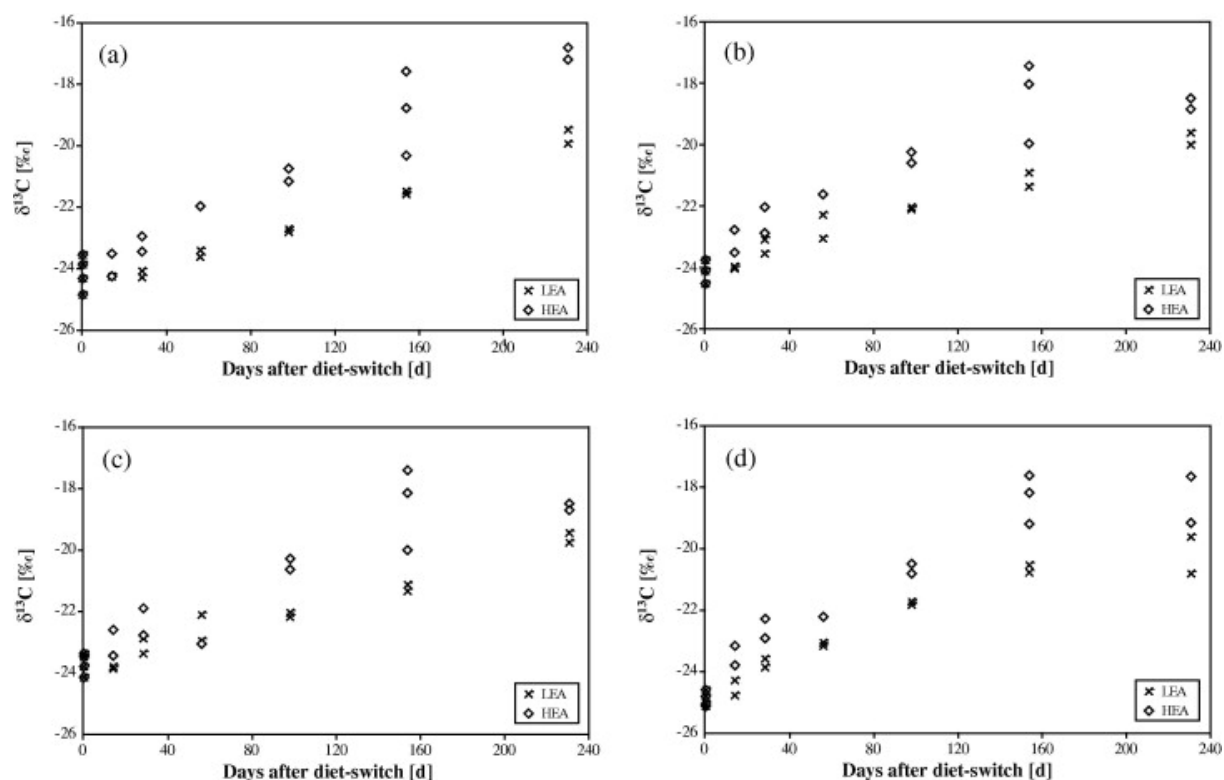 (a)
-16
-18
-20
-22
-24
-26
δ¹³C [‰]
0 40 80 120 160 200 240
Days after diet-switch [d]
LEA
HEA
(b)
-16
-18
-20
-22
-24
-26
δ¹³C [‰]
0 40 80 120 160 200 240
Days after diet-switch [d]
LEA
HEA
(c)
-16
-18
-20
-22
-24
-26
δ¹³C [‰]
0 40 80 120 160 200 240
Days after diet-switch [d]
LEA
HEA
(d)
-16
-18
-20
-22
-24
-26
δ¹³C [‰]
0 40 80 120 160 200 240
Days after diet-switch [d]
LEA
HEA